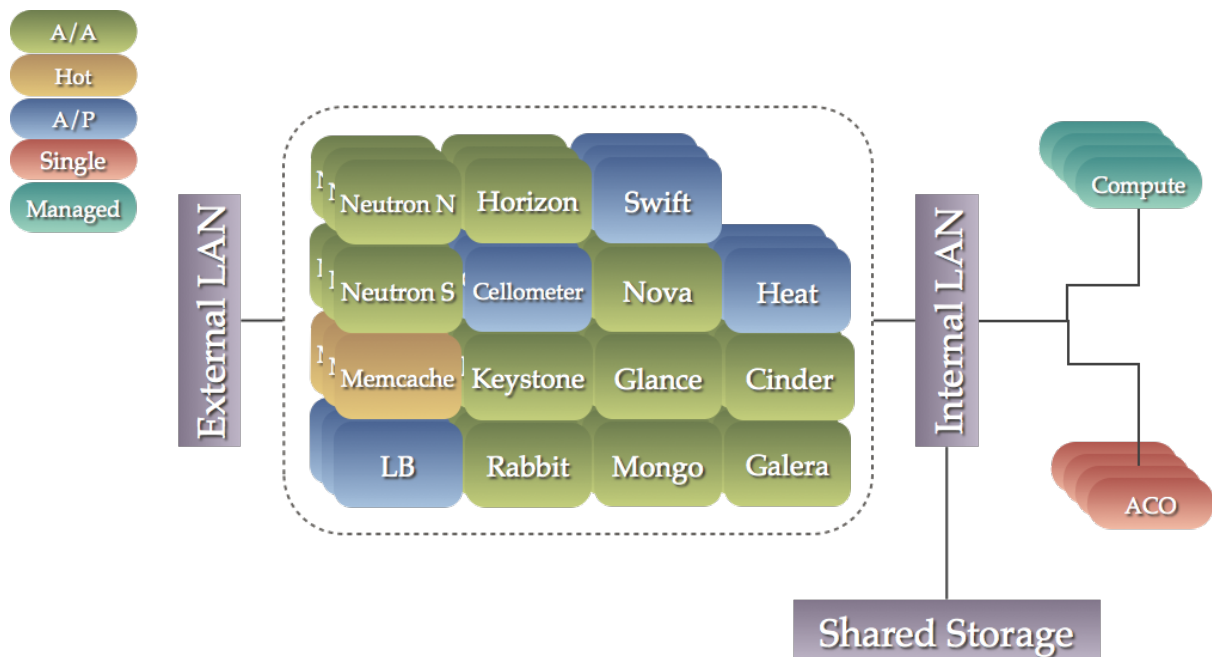 A/A
Hot
A/P
Single
Managed
External LAN
N
N
Neutron N
Horizon
Swift
Neutron S
Cellometer
Nova
Heat
N
N
Memcache
Keystone
Glance
Cinder
LB
Rabbit
Mongo
Galera
Internal LAN
Compute
ACO
Shared Storage